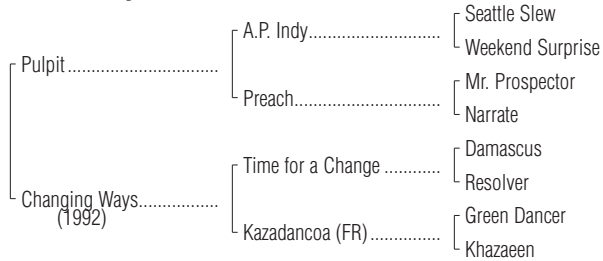 Seattle Slew
A.P. Indy..............................
Weekend Surprise
Pulpit................................
Mr. Prospector
Preach...............................
Narrate
Damascus
Time for a Change ............
Resolver
Changing Ways.................
(1992)
Green Dancer
Kazadancoa (FR)...............
Khazaeen